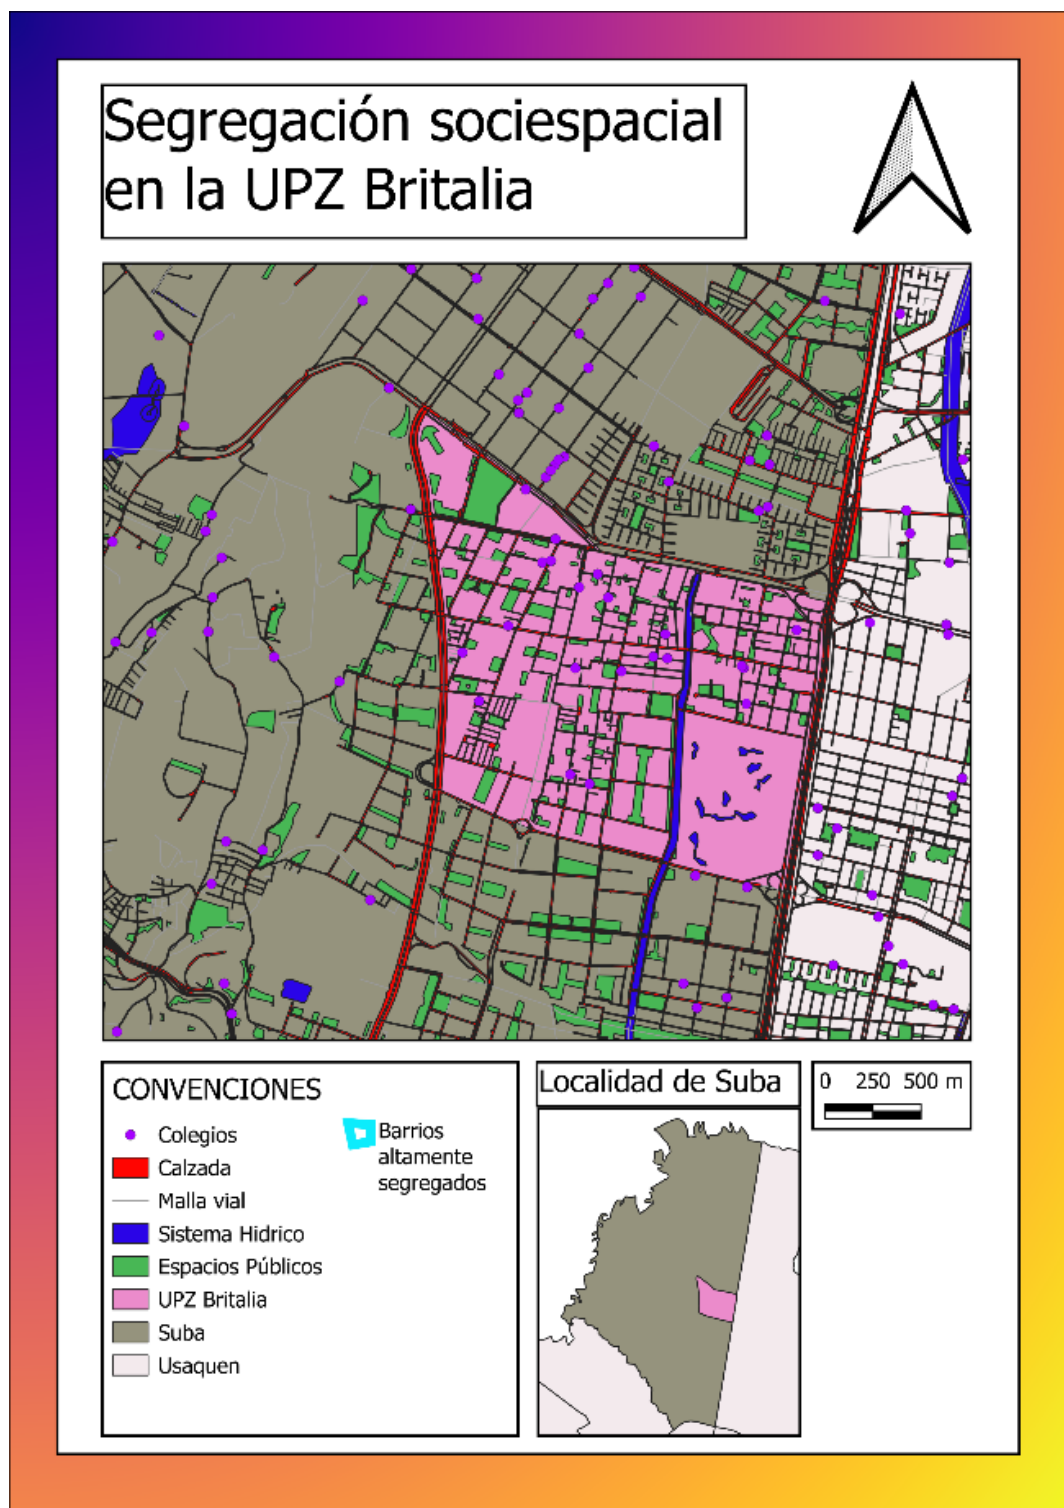 Segregación sociespacial
en la UPZ Britalia
CONVENCIONES
Colegios
Calzada
Malla vial
Sistema Hidrico
Espacios Públicos
UPZ Britalia
Suba
Usaquen
Barrios
altamente
segregados
Localidad de Suba
0 250 500 m